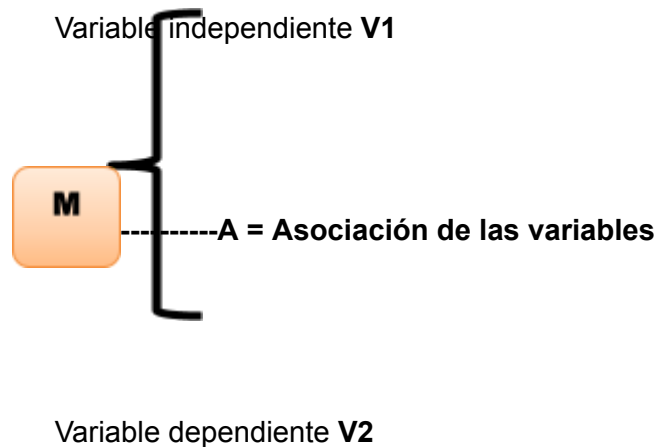 Variable independiente V1
M
----------A = Asociación de las variables
Variable dependiente V2